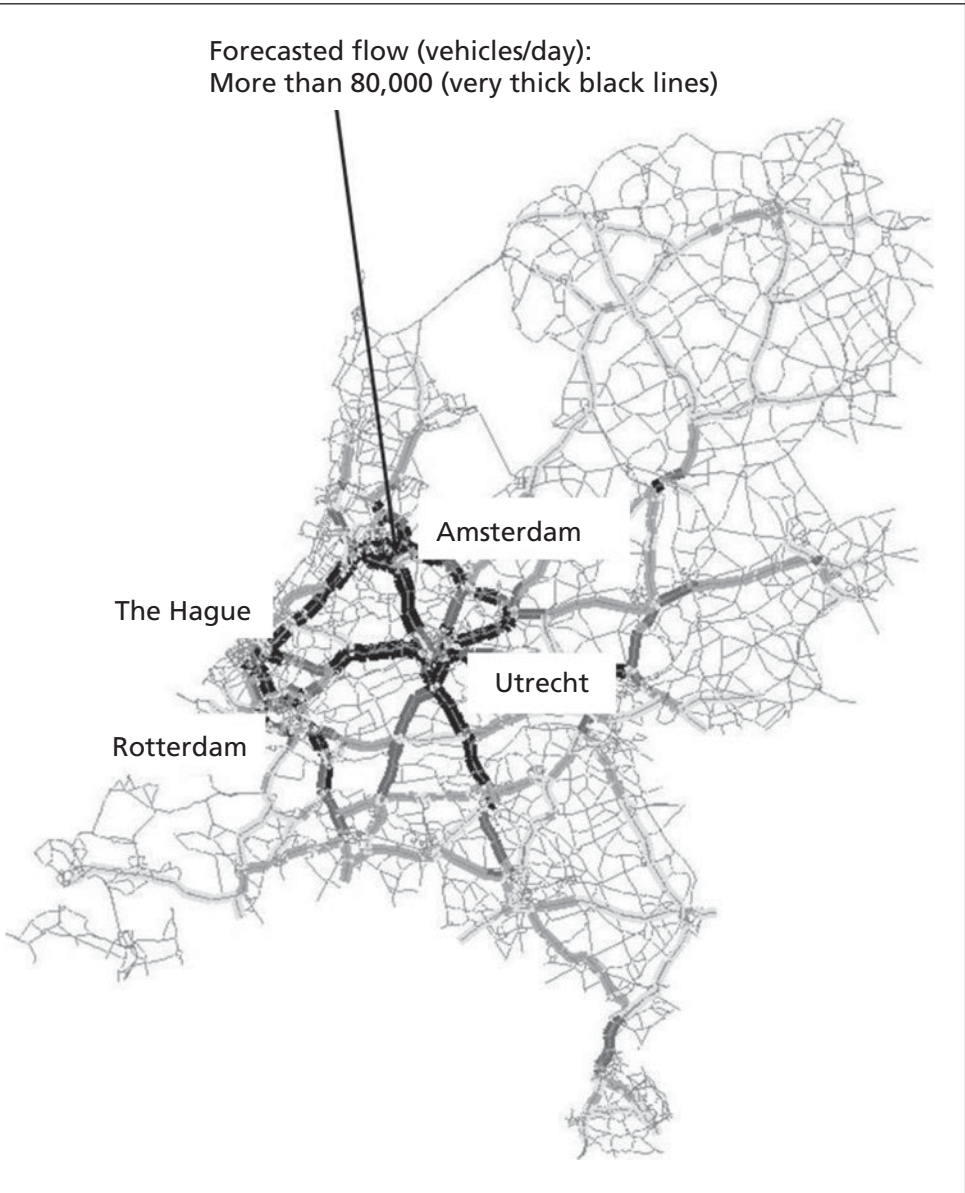 Forecasted flow (vehicles/day):
More than 80,000 (very thick black lines)
Amsterdam
The Hague
Utrecht
Rotterdam